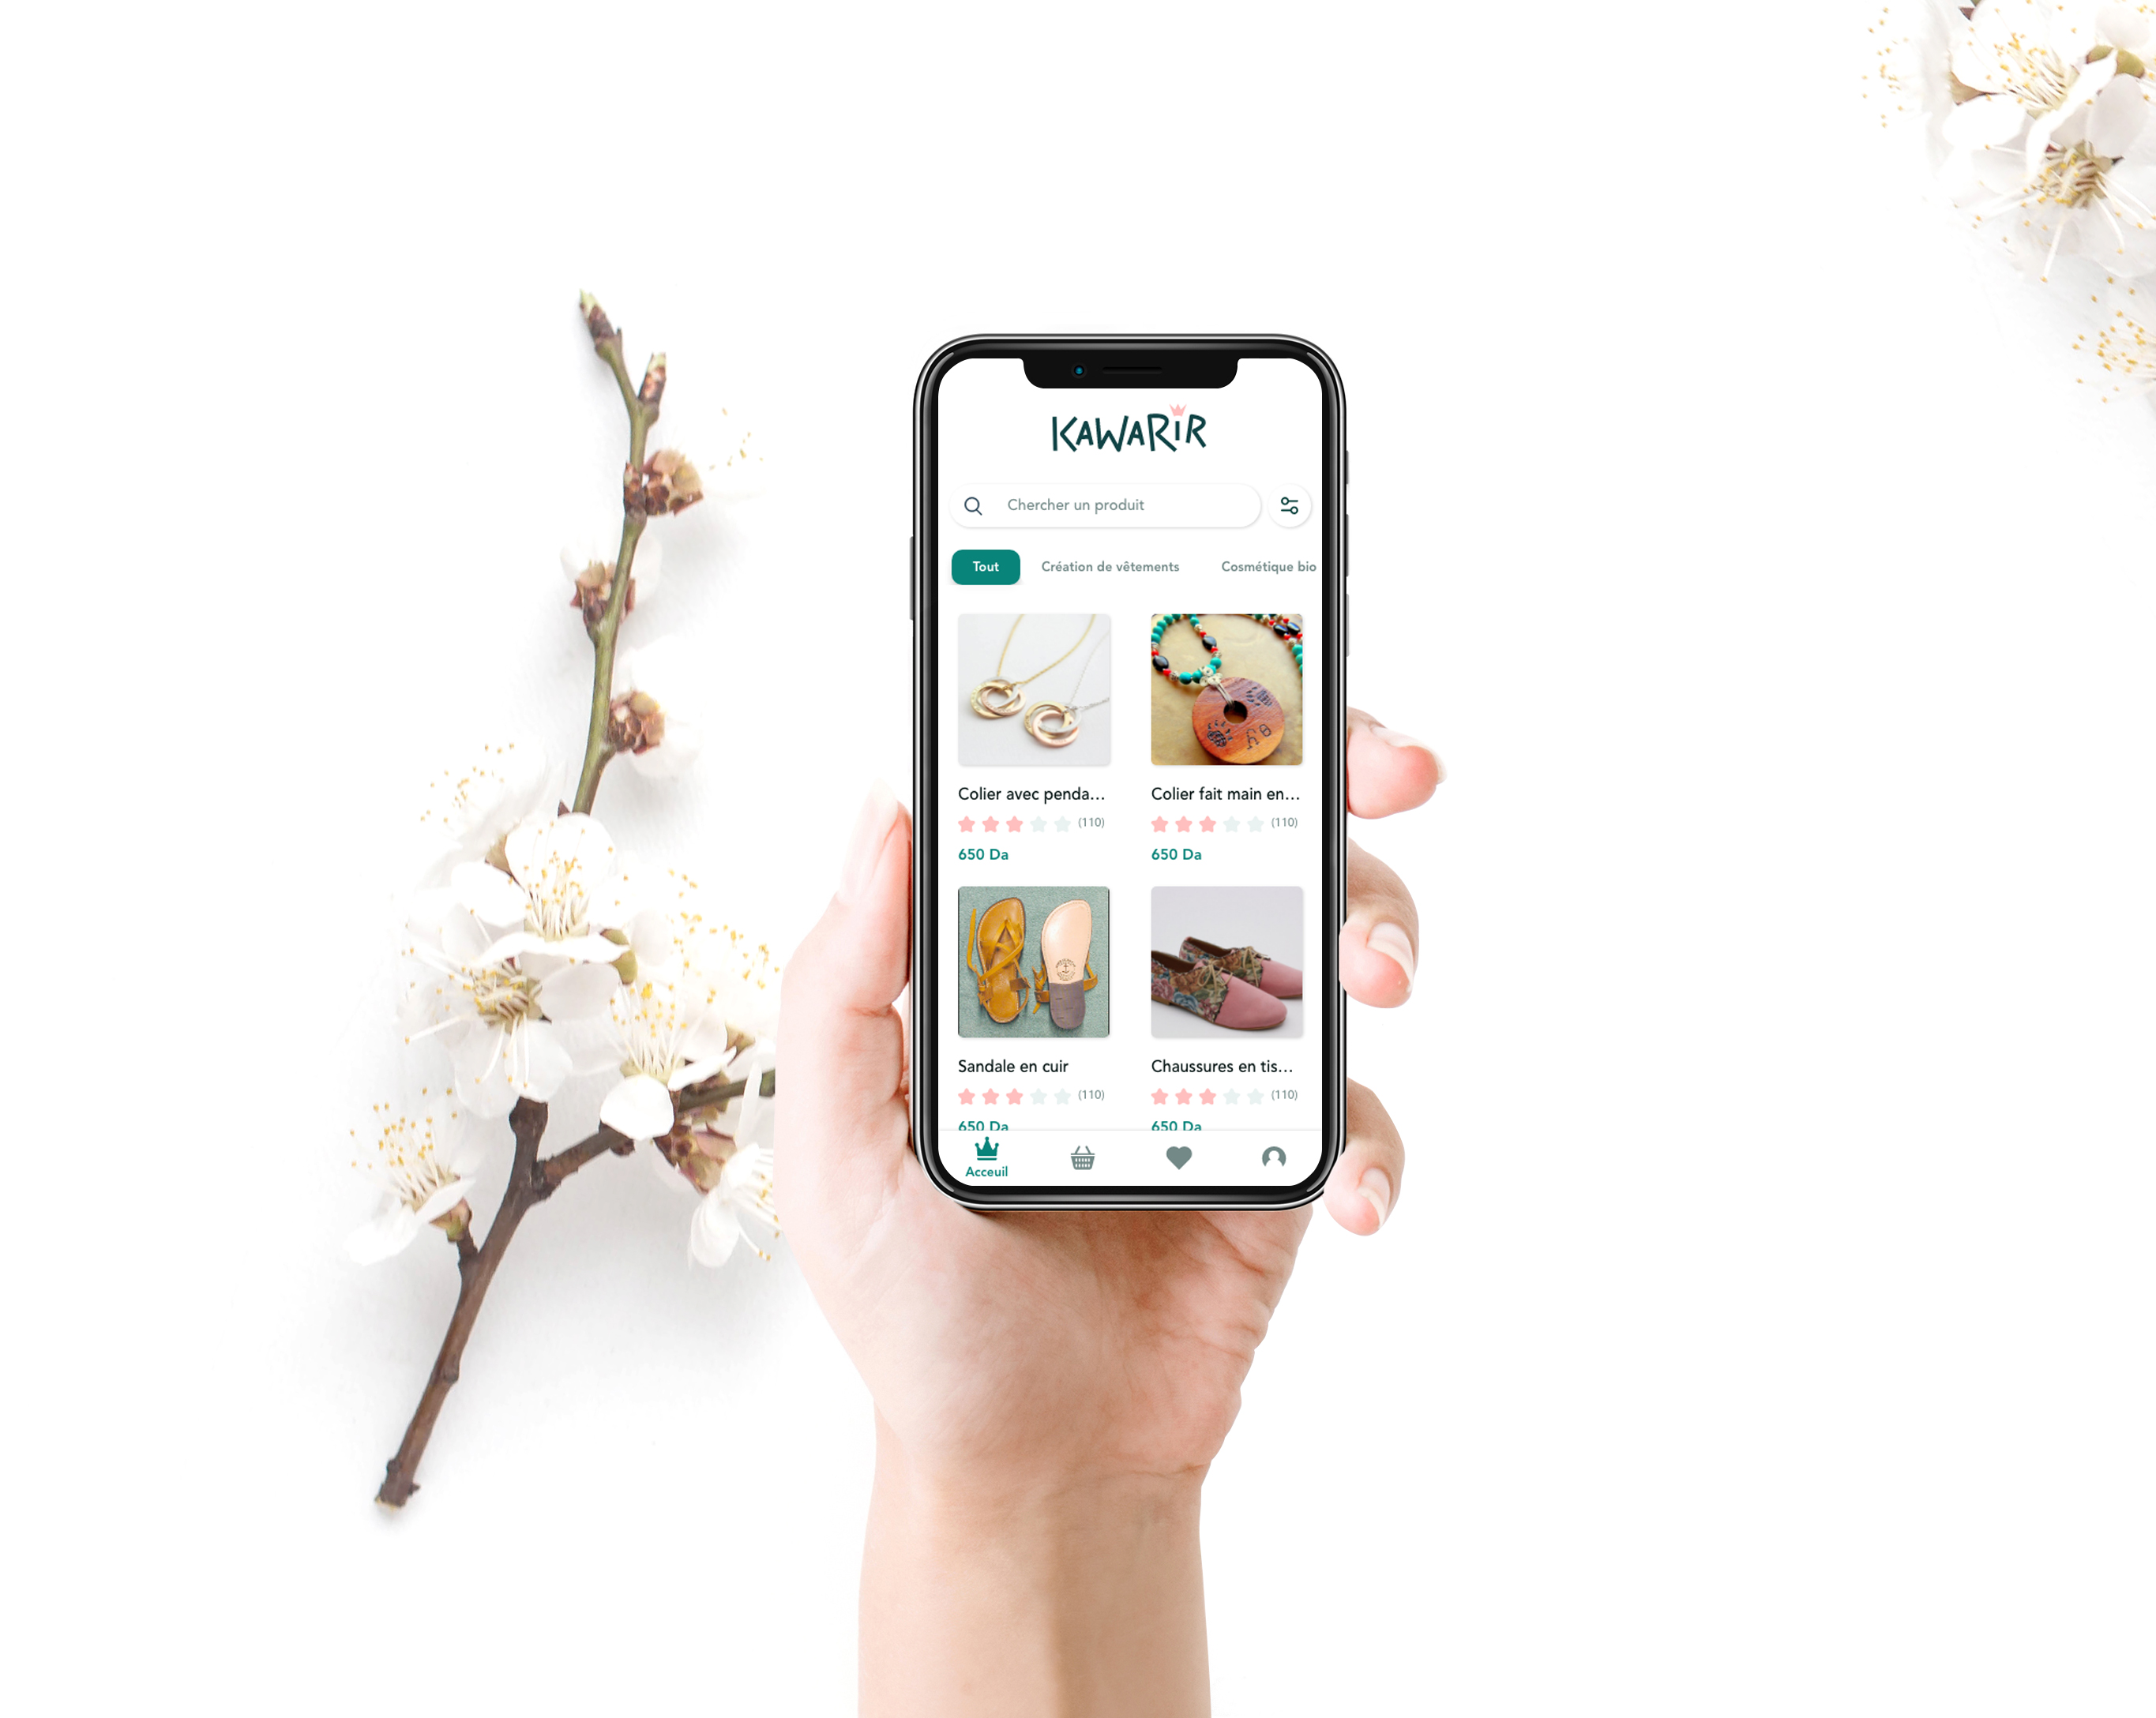 KAWARIR
Chercher un produit
Tout Création de vêtements Cosmétique bio
Colier avec penda... Colier fait main en...
(110) (110)
650 Da 650 Da
Sandale en cuir Chaussures en tis...
(110) (110)
650 Da 650 Da
Acceuil